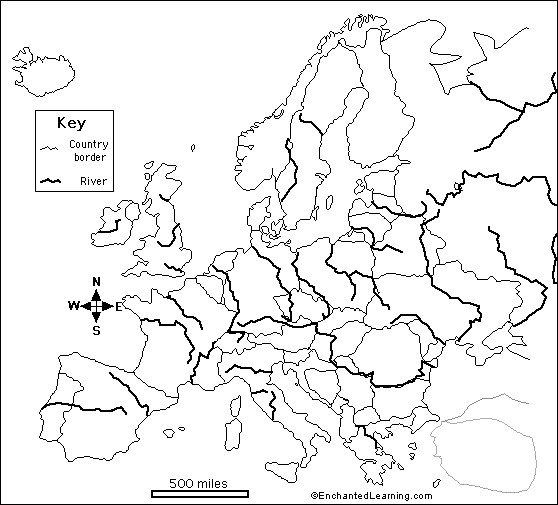 Key
Country
border
River
N
W
E
S
500 miles
©EnchantedLearning.com